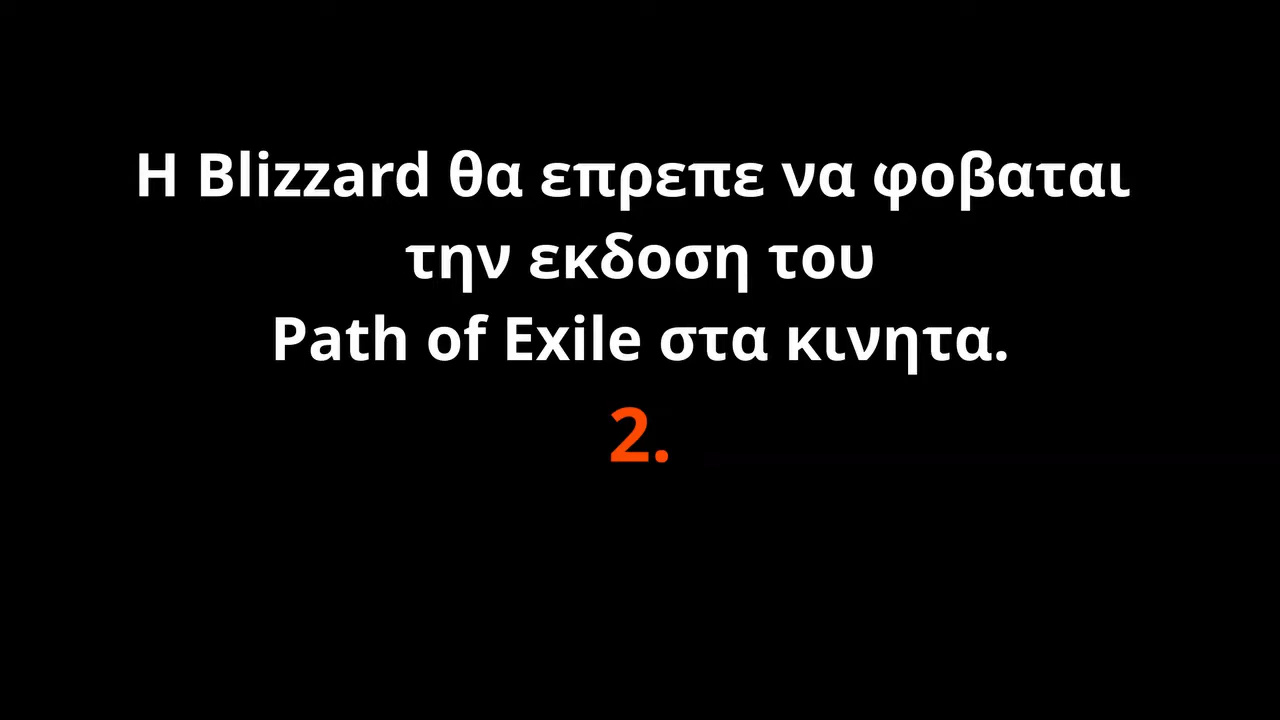 Η Blizzard θα επρεπε να φοβαται
την εκδοση του
Path of Exile στα κινητα.
2.